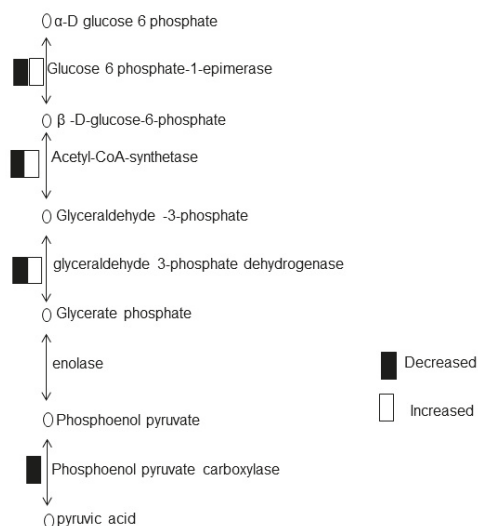 α-D glucose 6 phosphate
Glucose 6 phosphate-1-epimerase
β -D-glucose-6-phosphate
Acetyl-CoA-synthetase
Glyceraldehyde -3-phosphate
glyceraldehyde 3-phosphate dehydrogenase
Glycerate phosphate
enolase
Decreased
Increased
Phosphoenol pyruvate
Phosphoenol pyruvate carboxylase
pyruvic acid